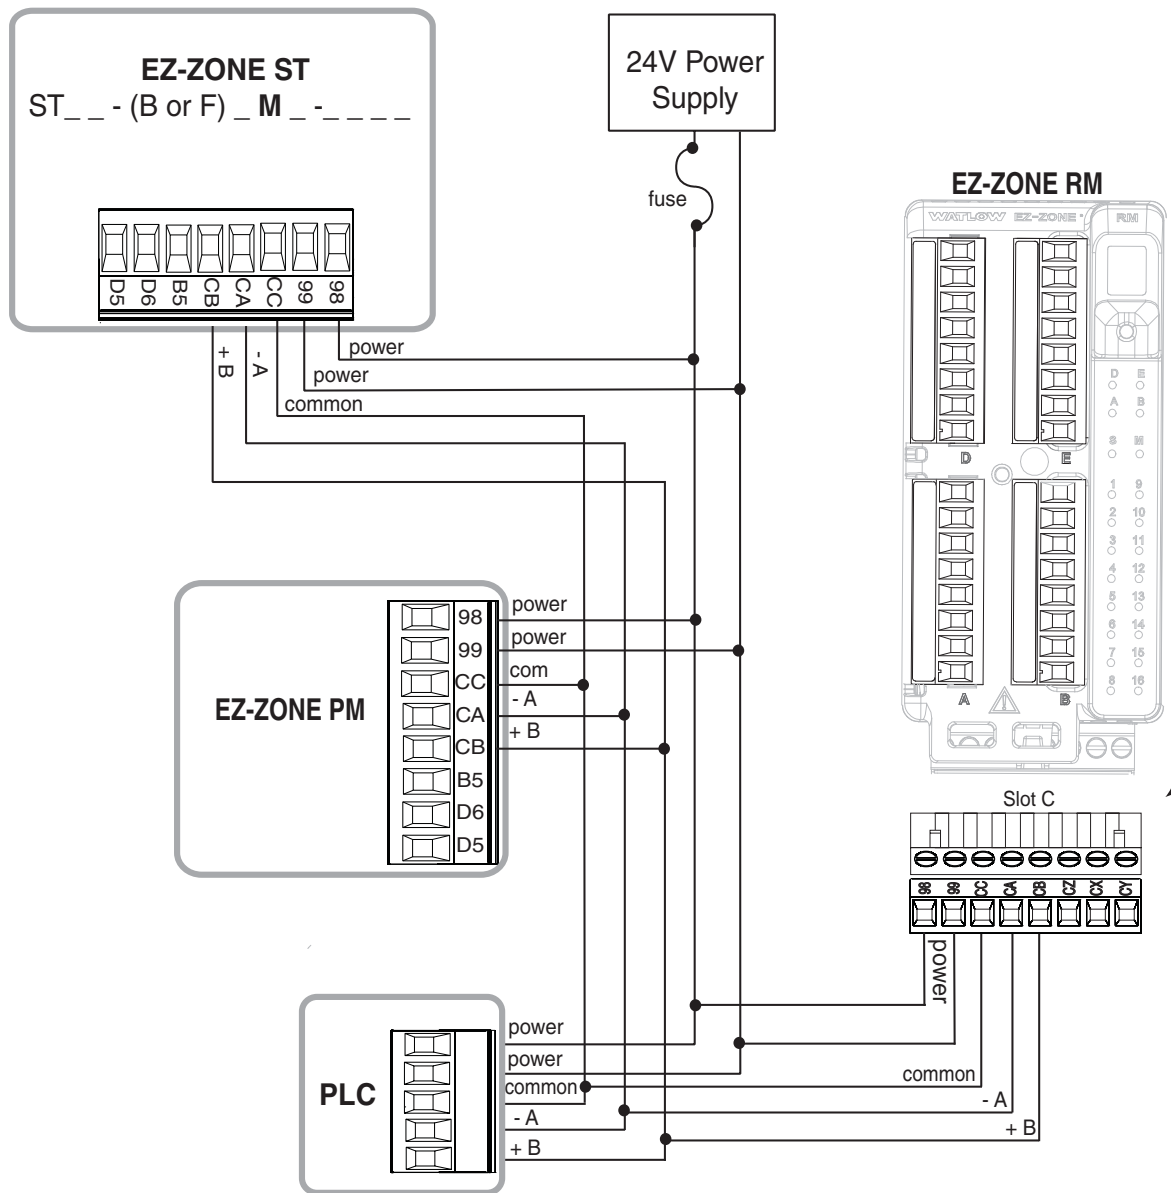 EZ-ZONE ST
ST_ _ - (B or F) _ M _ -_ _ _ _
D5
D6
B5
CB
CA
CC
99
98
+ B
- A
power
power
common
24V Power
Supply
fuse
EZ-ZONE RM
WATLOW EZ-ZONE RM
D E
A B
S M
1 9
2 10
3 11
4 12
5 13
6 14
7 15
8 16
D
E
A
B
EZ-ZONE PM
98
99
CC
CA
CB
B5
D6
D5
power
power
com
- A
+ B
Slot C
98
99
CC
CA
CB
CZ
CX
CY
power
common
- A
+ B
PLC
power
power
common
- A
+ B